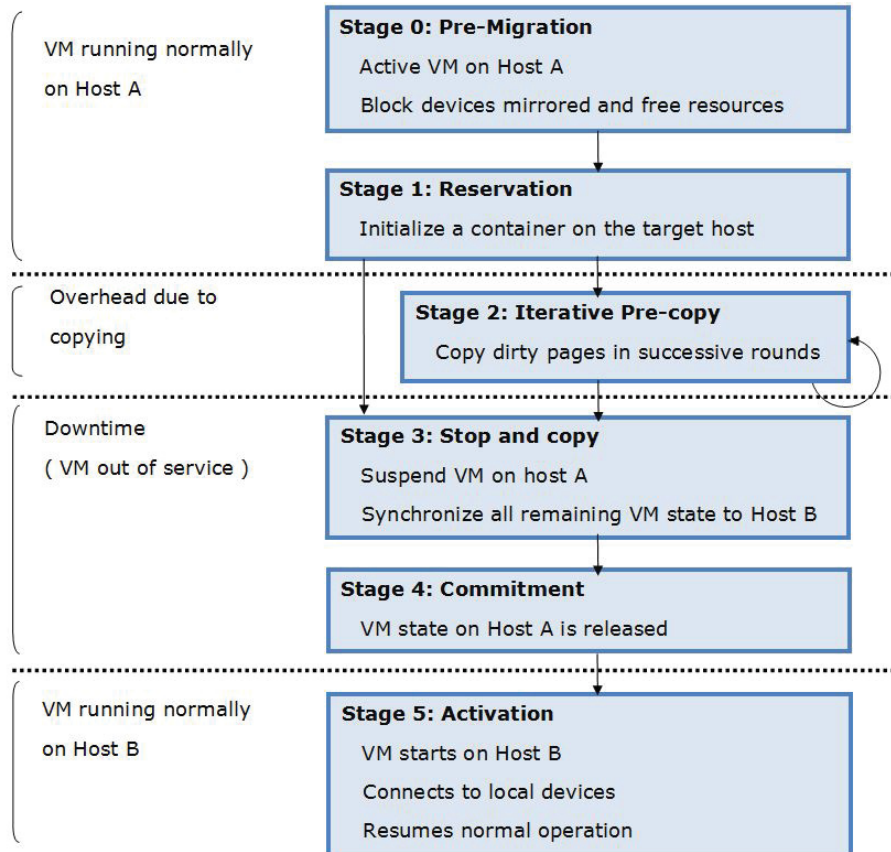 VM running normally
on Host A
Stage 0: Pre-Migration
Active VM on Host A
Block devices mirrored and free resources
Stage 1: Reservation
Initialize a container on the target host
Overhead due to
copying
Stage 2: Iterative Pre-copy
Copy dirty pages in successive rounds
Downtime
( VM out of service )
Stage 3: Stop and copy
Suspend VM on host A
Synchronize all remaining VM state to Host B
Stage 4: Commitment
VM state on Host A is released
VM running normally
on Host B
Stage 5: Activation
VM starts on Host B
Connects to local devices
Resumes normal operation